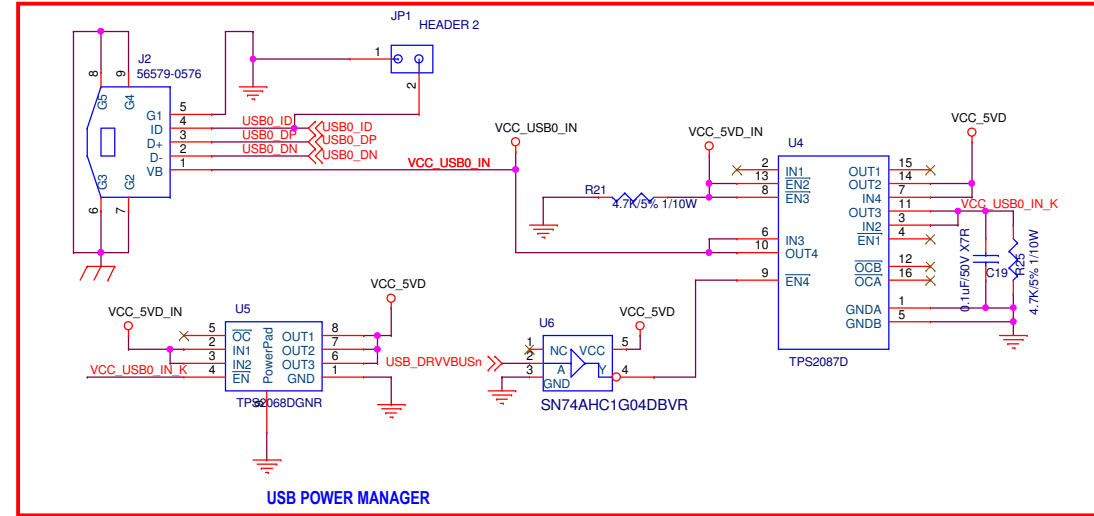 JP1
HEADER 2
1
2
J2
56579-0576
8
9
G5
G4
G1
5
ID
4
USB0_ID
USB0_ID
D+
3
USB0_DP
USB0_DP
D-
2
USB0_DN
USB0_DN
VB
1
VCC_USB0_IN
G3
G2
6
7
VCC_USB0_IN
VCC_5VD_IN
U4
VCC_5VD
R21
4.7K/5% 1/10W
2
IN1
13
EN2
8
EN3
6
IN3
10
OUT4
9
EN4
OUT1
15
OUT2
14
IN4
7
OUT3
11
IN2
3
EN1
4
OCB
12
OCA
16
GNDA
1
GNDB
5
VCC_USB0_IN_K
0.1uF/50V X7R
C19
R25
4.7K/5% 1/10W
TPS2087D
VCC_5VD_IN
U5
VCC_5VD
5
OC
2
IN1
3
IN2
VCC_USB0_IN_K
4
EN
PowerPad
OUT1
8
OUT2
7
OUT3
6
GND
1
TPS2068DGNR
U6
VCC_5VD
USB_DRVVBUSn
1
NC
2
A
3
GND
VCC
5
Y
4
SN74AHC1G04DBVR
USB POWER MANAGER